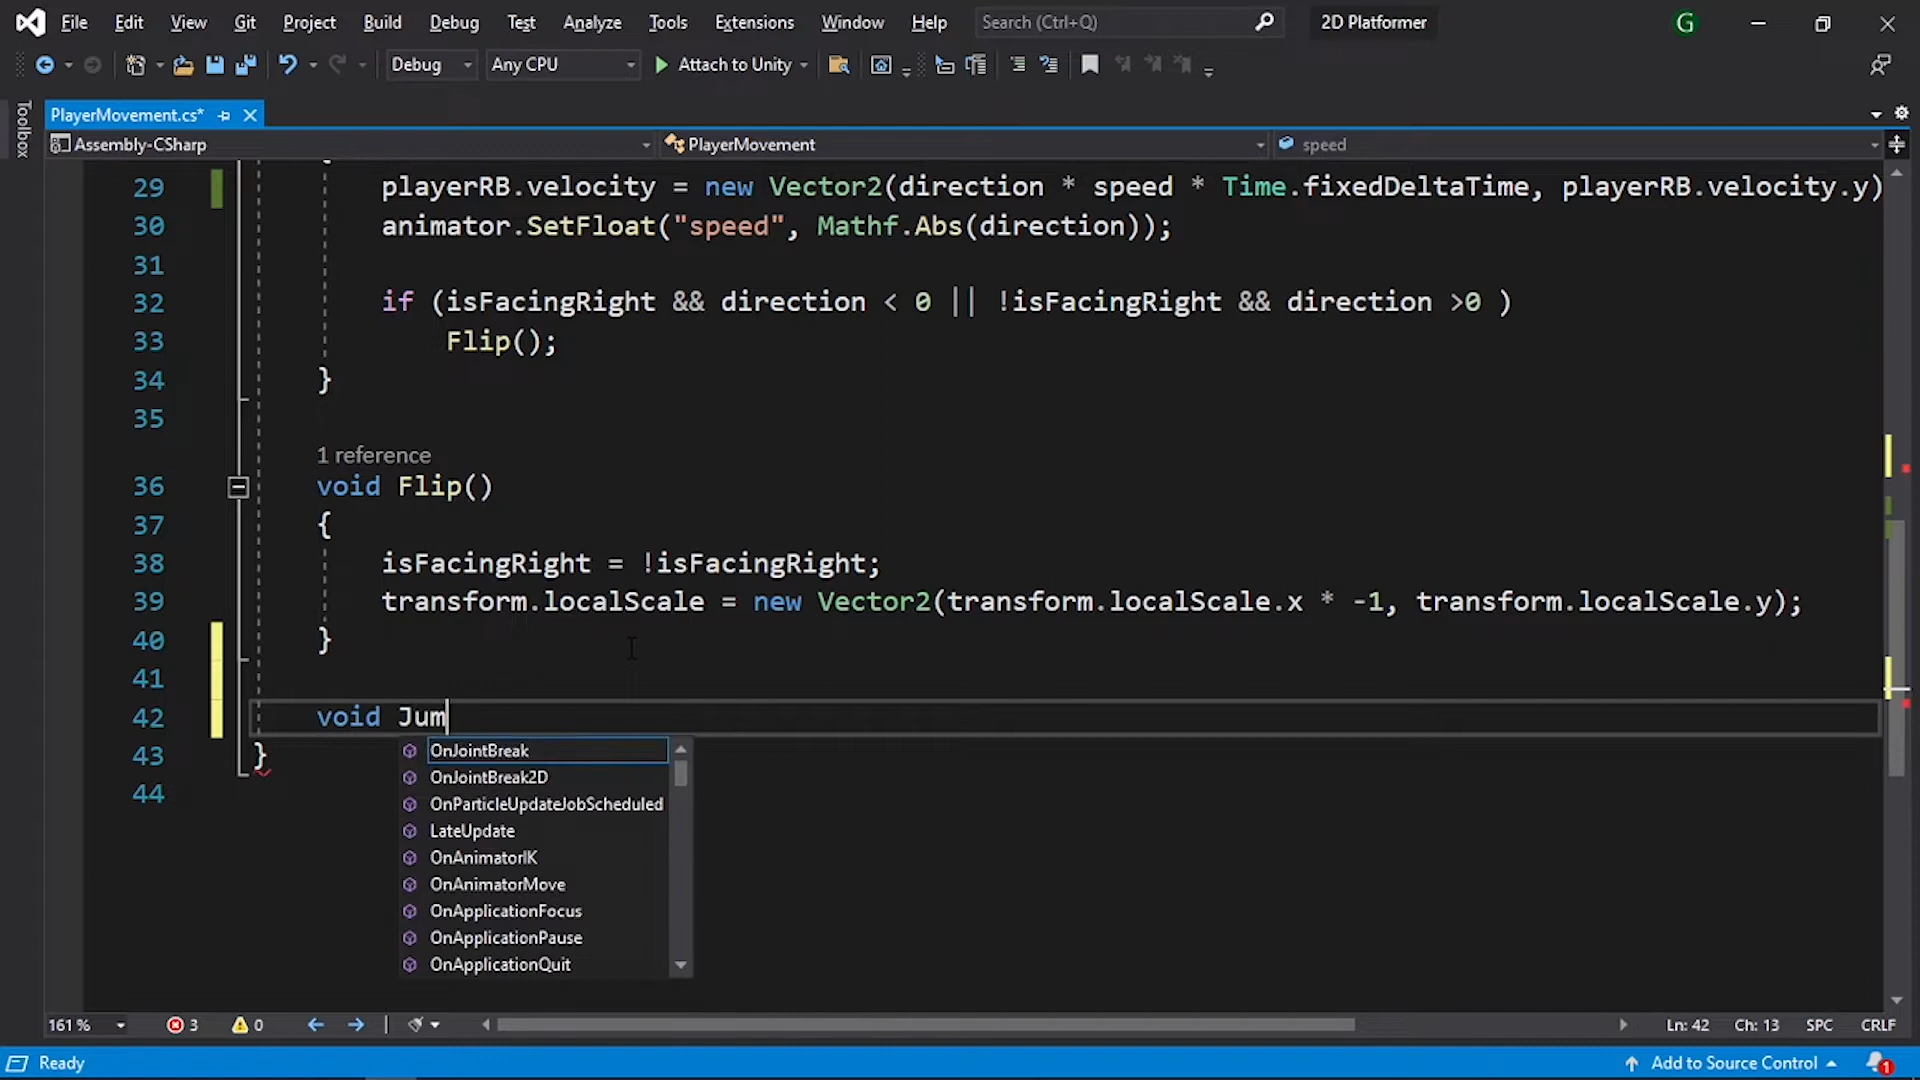 File Edit View Git Project Build Debug Test Analyze Tools Extensions Window Help Search (Ctrl+Q) 2D Platformer G
Debug Any CPU Attach to Unity
Toolbox
PlayerMovement.cs*
Assembly-CSharp PlayerMovement speed
29 playerRB.velocity = new Vector2(direction * speed * Time.fixedDeltaTime, playerRB.velocity.y)
30 animator.SetFloat("speed", Mathf.Abs(direction));
31
32 if (isFacingRight && direction < 0 || !isFacingRight && direction >0 )
33 Flip();
34 }
35
1 reference
36 void Flip()
37 {
38 isFacingRight = !isFacingRight;
39 transform.localScale = new Vector2(transform.localScale.x * -1, transform.localScale.y);
40 }
41
42 void Jum
43 }
44
OnJointBreak
OnJointBreak2D
OnParticleUpdateJobScheduled
LateUpdate
OnAnimatorIK
OnAnimatorMove
OnApplicationFocus
OnApplicationPause
OnApplicationQuit
161 % 3 0 Ln: 42 Ch: 13 SPC CRLF
Ready Add to Source Control 1